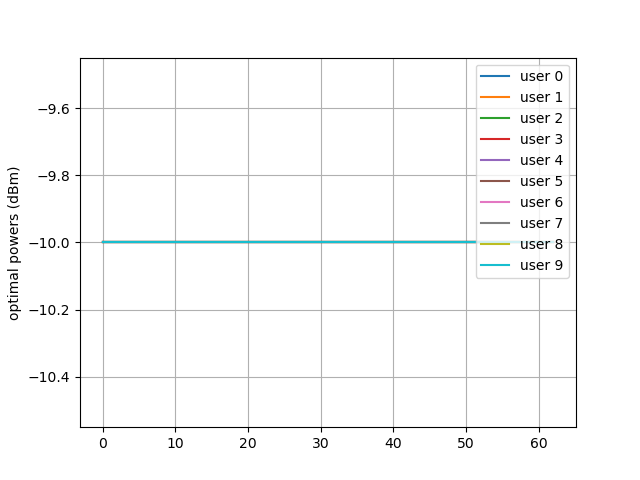 optimal powers (dBm)
−9.6
−9.8
−10.0
−10.2
−10.4
0 10 20 30 40 50 60
user 0
user 1
user 2
user 3
user 4
user 5
user 6
user 7
user 8
user 9